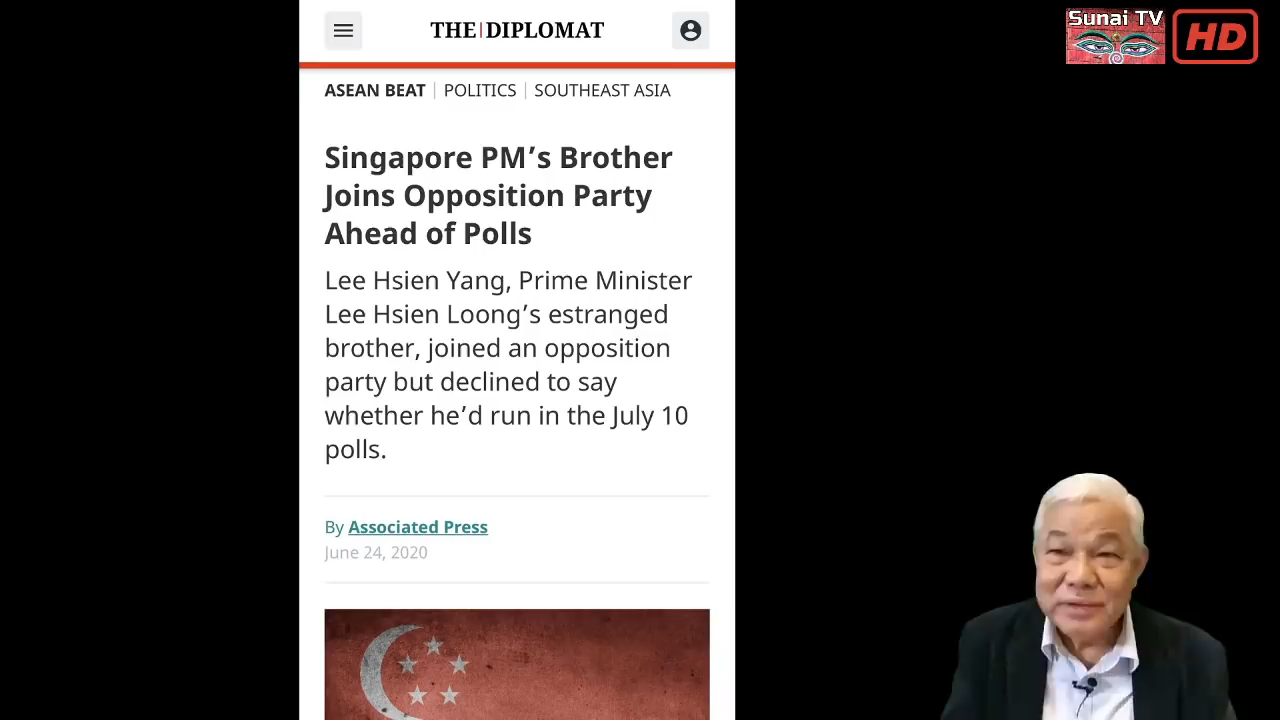 THE|DIPLOMAT
Sunai TV
HD
ASEAN BEAT | POLITICS | SOUTHEAST ASIA
Singapore PM’s Brother
Joins Opposition Party
Ahead of Polls
Lee Hsien Yang, Prime Minister
Lee Hsien Loong’s estranged
brother, joined an opposition
party but declined to say
whether he’d run in the July 10
polls.
By Associated Press
June 24, 2020